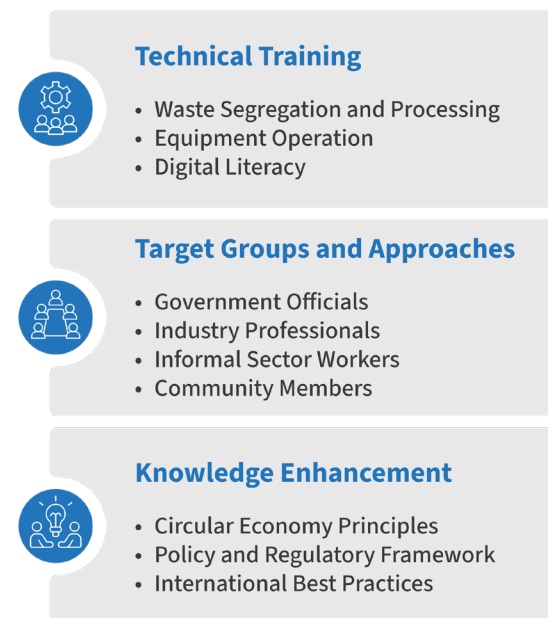 Technical Training
• Waste Segregation and Processing
• Equipment Operation
• Digital Literacy
Target Groups and Approaches
• Government Officials
• Industry Professionals
• Informal Sector Workers
• Community Members
Knowledge Enhancement
• Circular Economy Principles
• Policy and Regulatory Framework
• International Best Practices